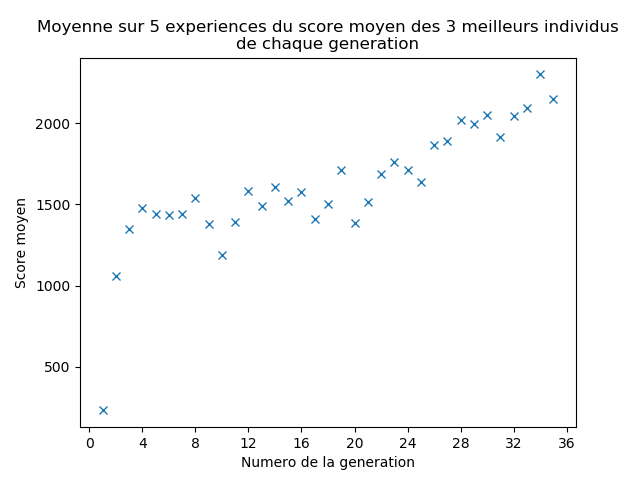 Moyenne sur 5 experiences du score moyen des 3 meilleurs individus
de chaque generation
2000
1500
1000
500
Score moyen
0 4 8 12 16 20 24 28 32 36
Numero de la generation